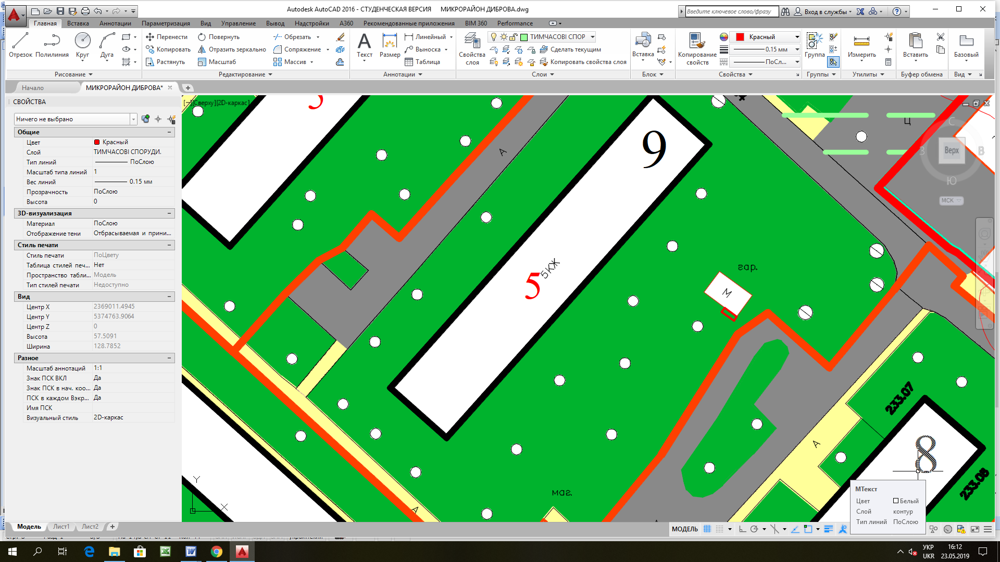 Autodesk AutoCAD 2016 - СТУДЕНЧЕСКАЯ ВЕРСИЯ МИКРОРАЙОН ДИБРОВА.dwg
Введите ключевое слово/фразу
Вход в службы
Главная Вставка Аннотации Параметризация Вид Управление Вывод Надстройки A360 Рекомендованные приложения BIM 360 Performance
Отрезок Полилиния Круг Дуга
Перенести Повернуть Обрезать
Копировать Отразить зеркально Сопряжение
Растянуть Масштаб Массив
Текст Размер
Линейный
Выноска
Таблица
Свойства слоя
ТИМЧАСОВІ СПОР
Сделать текущим
Копировать свойства слоя
Вставка
Копирование свойств
Красный
0.15 мм
ПоСл...
Группа
Измерить
Вставить
Базовый
Рисование Редактирование Аннотации Слои Блок Свойства Группы Утилиты Буфер обмена Вид
Начало МИКРОРАЙОН ДИБРОВА*
СВОЙСТВА
Ничего не выбрано
Общие
Цвет Красный
Слой ТИМЧАСОВІ СПОРУДИ.
Тип линий ПоСлою
Масштаб типа линий 1
Вес линий 0.15 мм
Прозрачность ПоСлою
Высота 0
3D-визуализация
Материал ПоСлою
Отображение тени Отбрасываемая и прини...
Стиль печати
Стиль печати ПоЦвету
Таблица стилей печ... Нет
Пространство табли... Модель
Тип стилей печати Недоступно
Вид
Центр X 2369011.4945
Центр Y 5374763.9064
Центр Z 0
Высота 57.5091
Ширина 128.7852
Разное
Масштаб аннотаций 1:1
Знак ПСК ВКЛ Да
Знак ПСК в нач. коо... Да
ПСК в каждом Вэкр... Да
Имя ПСК
Визуальный стиль 2D-каркас
[−][Сверху][2D-каркас]
5
9
А
5
5КЖ
гар.
М
Ц
С
З
Верх
В
Ю
МСК
233.07
А
8
233.08
маг.
А
Y
X
МТекст
Цвет Белый
Слой контур
Тип линий ПоСлою
Модель Лист1 Лист2
МОДЕЛЬ
УКР
UKR
16:12
23.05.2019